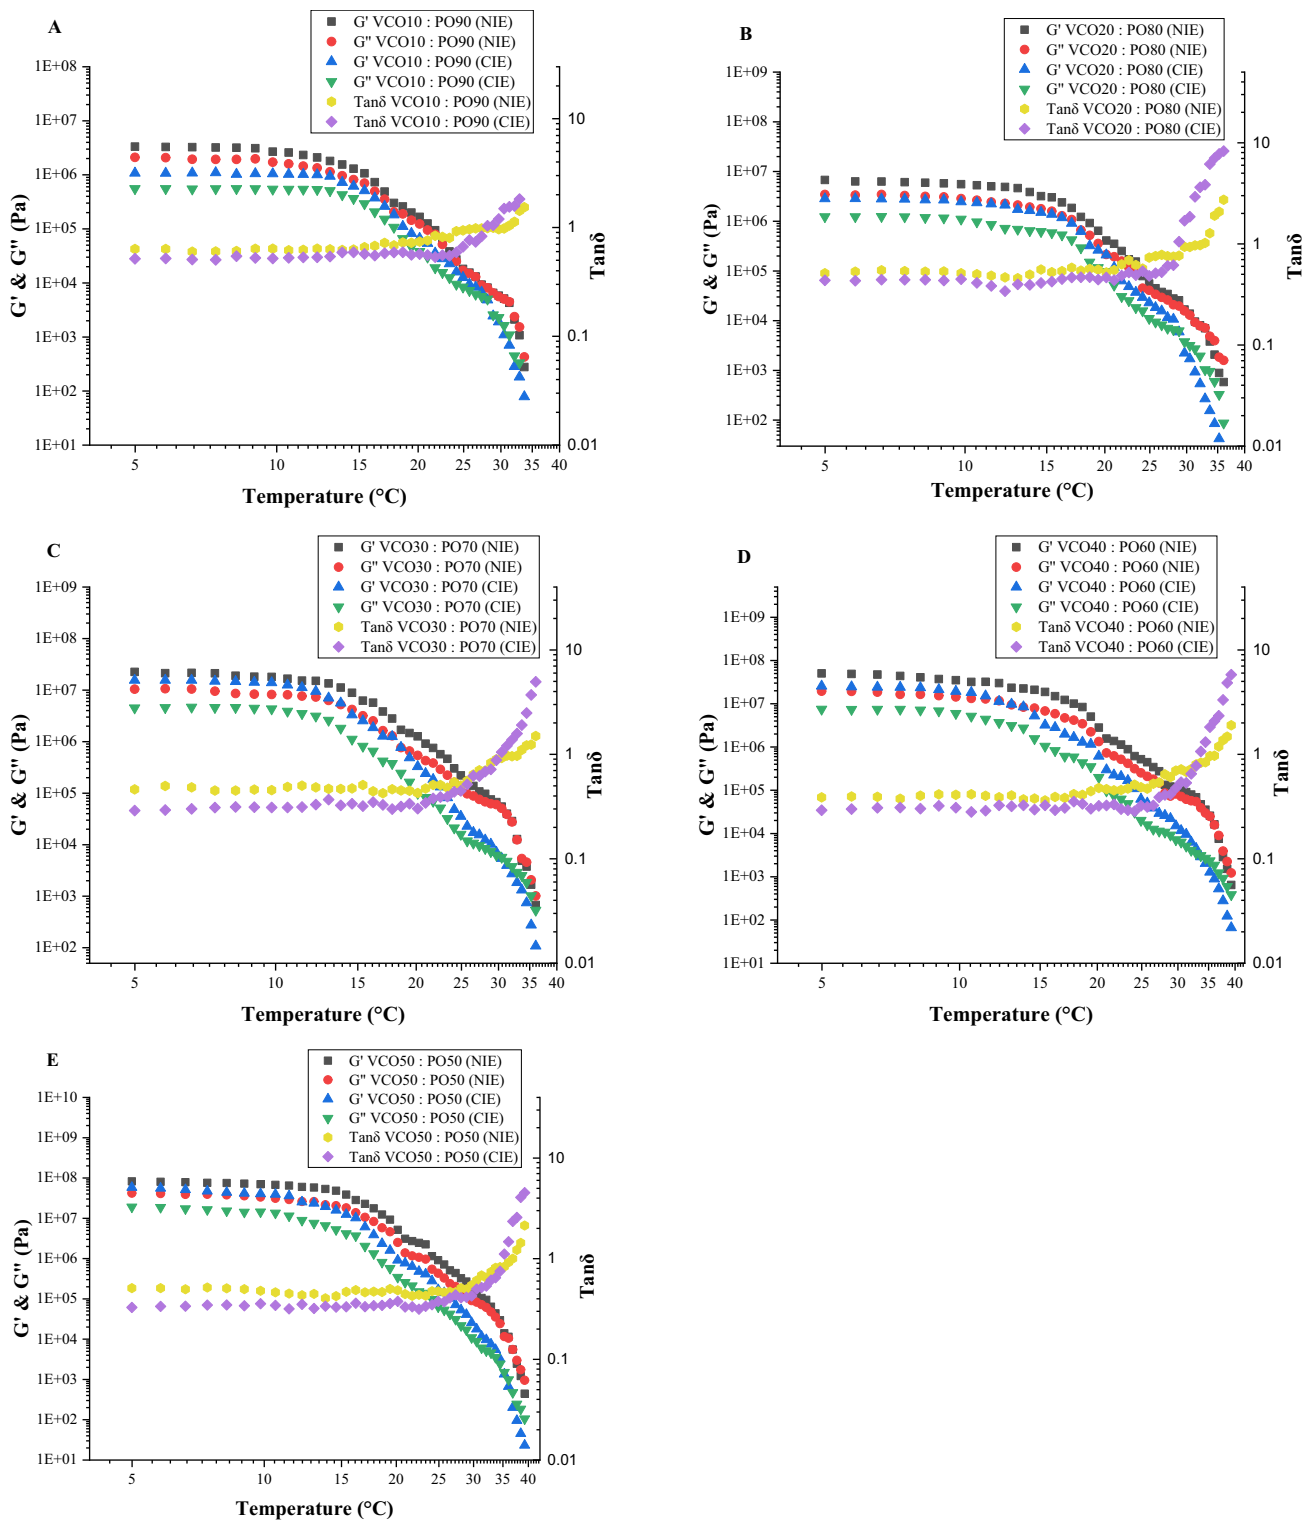 A
G' VCO10 : PO90 (NIE)
G" VCO10 : PO90 (NIE)
G' VCO10 : PO90 (CIE)
G" VCO10 : PO90 (CIE)
Tanδ VCO10 : PO90 (NIE)
Tanδ VCO10 : PO90 (CIE)
1E+08
1E+07
1E+06
1E+05
1E+04
1E+03
1E+02
1E+01
G' & G" (Pa)
10
1
0.1
0.01
Tanδ
5 10 15 20 25 30 35 40
Temperature (°C)
B
G' VCO20 : PO80 (NIE)
G" VCO20 : PO80 (NIE)
G' VCO20 : PO80 (CIE)
G" VCO20 : PO80 (CIE)
Tanδ VCO20 : PO80 (NIE)
Tanδ VCO20 : PO80 (CIE)
1E+09
1E+08
1E+07
1E+06
1E+05
1E+04
1E+03
1E+02
G' & G" (Pa)
10
1
0.1
0.01
Tanδ
5 10 15 20 25 30 35 40
Temperature (°C)
C
G' VCO30 : PO70 (NIE)
G" VCO30 : PO70 (NIE)
G' VCO30 : PO70 (CIE)
G" VCO30 : PO70 (CIE)
Tanδ VCO30 : PO70 (NIE)
Tanδ VCO30 : PO70 (CIE)
1E+09
1E+08
1E+07
1E+06
1E+05
1E+04
1E+03
1E+02
G' & G" (Pa)
10
1
0.1
0.01
Tanδ
5 10 15 20 25 30 35 40
Temperature (°C)
D
G' VCO40 : PO60 (NIE)
G" VCO40 : PO60 (NIE)
G' VCO40 : PO60 (CIE)
G" VCO40 : PO60 (CIE)
Tanδ VCO40 : PO60 (NIE)
Tanδ VCO40 : PO60 (CIE)
1E+09
1E+08
1E+07
1E+06
1E+05
1E+04
1E+03
1E+02
1E+01
G' & G" (Pa)
10
1
0.1
0.01
Tanδ
5 10 15 20 25 30 35 40
Temperature (°C)
E
G' VCO50 : PO50 (NIE)
G" VCO50 : PO50 (NIE)
G' VCO50 : PO50 (CIE)
G" VCO50 : PO50 (CIE)
Tanδ VCO50 : PO50 (NIE)
Tanδ VCO50 : PO50 (CIE)
1E+10
1E+09
1E+08
1E+07
1E+06
1E+05
1E+04
1E+03
1E+02
1E+01
G' & G" (Pa)
10
1
0.1
0.01
Tanδ
5 10 15 20 25 30 35 40
Temperature (°C)